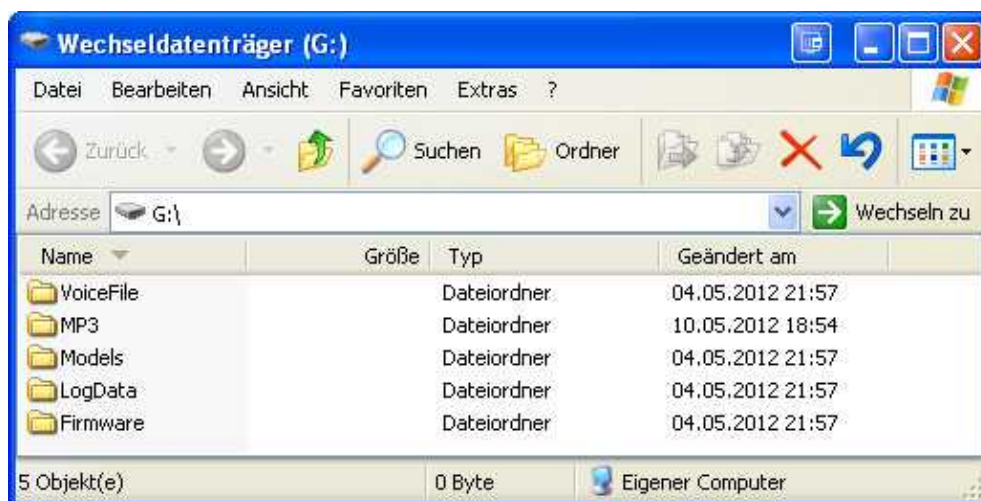 Wechseldatenträger (G:)
Datei Bearbeiten Ansicht Favoriten Extras ?
Zurück Suchen Ordner
Adresse G:\ Wechseln zu
Name Größe Typ Geändert am
VoiceFile Dateiordner 04.05.2012 21:57
MP3 Dateiordner 10.05.2012 18:54
Models Dateiordner 04.05.2012 21:57
LogData Dateiordner 04.05.2012 21:57
Firmware Dateiordner 04.05.2012 21:57
5 Objekt(e) 0 Byte Eigener Computer